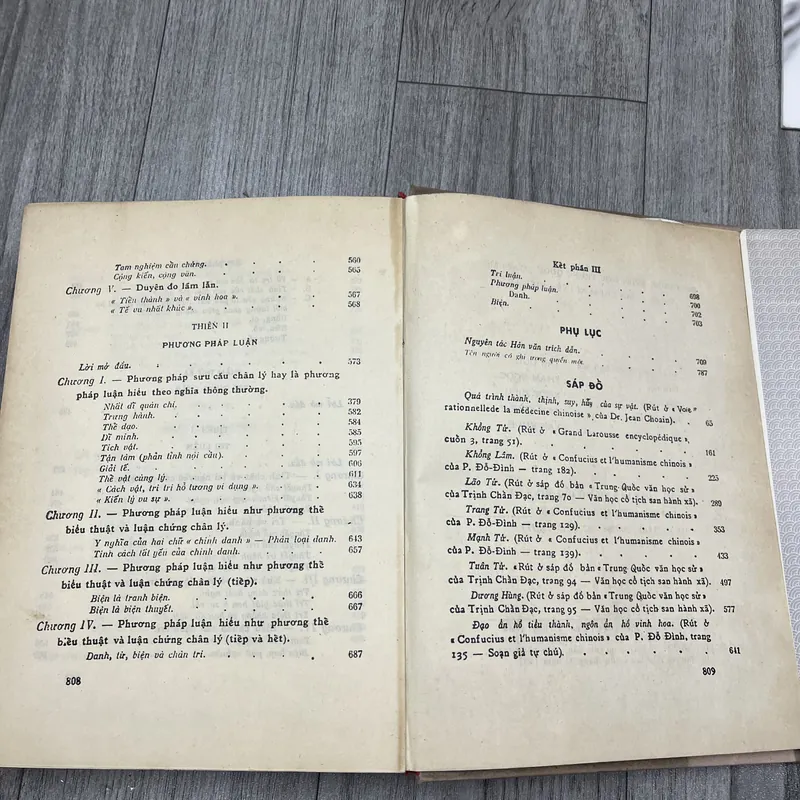 Tam nghiệm cần chứng. 560
Cộng kiến, cộng văn. 565
Chương V. — Duyên do lầm lẫn.
« Tiền thành » và « vinh hoa ». 567
« Tế vu nhất khúc ». 568
THIÊN II
PHƯƠNG PHÁP LUẬN
Lời mở đầu. 573
Chương I. — Phương pháp sưu cầu chân lý hay là phương
pháp luận hiểu theo nghĩa thông thường.
Nhất dĩ quán chi. 379
Trung hành. 582
Thể đạo. 584
Dĩ minh. 585
Tích vật. 595
Tận tâm (phản tỉnh nội cầu). 597
Giải tế. 606
Thể vật cùng lý. 611
« Cách vật, trí tri hỗ tương vi dụng ». 634
« Kiến lý vu sự ». 638
Chương II. — Phương pháp luận hiểu như phương thế
biểu thuật và luận chứng chân lý.
Ý nghĩa của hai chữ « chính danh » — Phân loại danh. 643
Tính cách tất yếu của chính danh. 657
Chương III. — Phương pháp luận hiểu như phương thế
biểu thuật và luận chứng chân lý (tiếp).
Biện là tranh biện. 666
Biện là biện thuyết. 667
Chương IV. — Phương pháp luận hiểu như phương thế
biểu thuật và luận chứng chân lý (tiếp và hết).
Danh, từ, biện và chân tri. 687
808
Kết phần III
Tri luận. 698
Phương pháp luận. 700
Danh. 702
Biện. 703
PHỤ LỤC
Nguyên tác Hán văn trích dẫn. 709
Tên người có ghi trong quyển một. 787
SÁP ĐỒ
Quá trình thành, thịnh, suy, hủy của sự vật. (Rút ở « Voie
rationnellede la médecine chinoise » của Dr. Jean Choain). 65
Khổng Tử. (Rút ở « Grand Larousse encyclopédique »,
cuốn 3, trang 51). 161
Khổng Lâm. (Rút ở « Confucius et l'humanisme chinois »
của P. Đỗ-Đình — trang 182). 225
Lão Tử. (Rút ở sáp đồ bản « Trung Quốc văn học sử »
của Trịnh Chấn Đạc, trang 70 — Văn học cổ tịch san hành xã). 289
Trang Tử. (Rút ở « Confucius et l'humanisme chinois »
của P. Đỗ-Đình — trang 129). 353
Mạnh Tử. (Rút ở « Confucius et l'humanisme chinois »
của P. Đỗ-Đình — trang 139). 433
Tuân Tử. "Rút ở sáp đồ bản « Trung Quốc văn học sử »
của Trịnh Chấn Đạc, trang 94 — Văn học cổ tịch san hành xã). 497
Dương Hùng. (Rút ở sáp đồ bản « Trung Quốc văn học sử »
của Trịnh Chấn Đạc, trang 95 — Văn học cổ tịch san hành xã). 577
Đạo ẩn hồ tiểu thành, ngôn ẩn hồ vinh hoa. (Rút ở
« Confucius et l'humanisme chinois » của P. Đỗ Đình, trang
135 — Soạn giả tự chú). 641
809